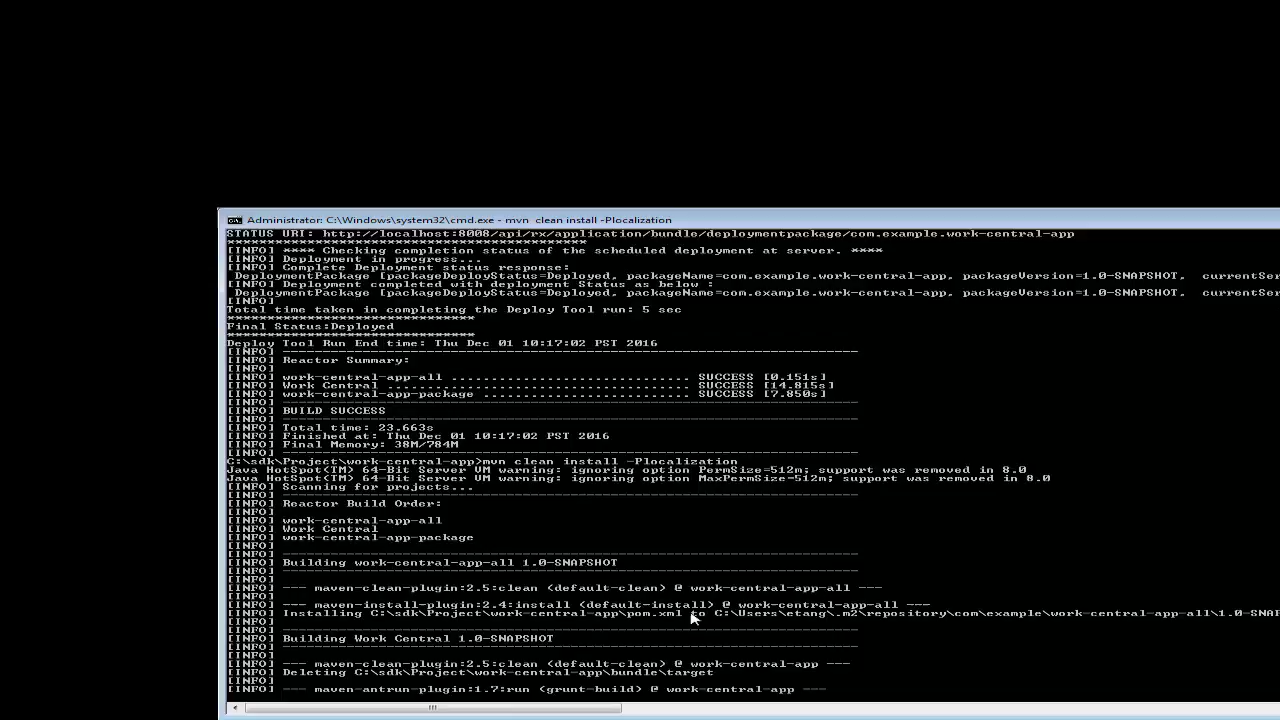 Administrator: C:\Windows\system32\cmd.exe - mvn  clean install -Plocalization
STATUS URI: http://localhost:8008/api/rx/application/bundle/deploymentpackage/com.example.work-central-app
*********************************************
[INFO] **** Checking completion status of the scheduled deployment at server. ****
[INFO] Deployment in progress...
[INFO] Complete Deployment status response:
DeploymentPackage [packageDeployStatus=Deployed, packageName=com.example.work-central-app, packageVersion=1.0-SNAPSHOT,  currentSer
[INFO] Deployment completed with deployment Status as below :
DeploymentPackage [packageDeployStatus=Deployed, packageName=com.example.work-central-app, packageVersion=1.0-SNAPSHOT,  currentSer
[INFO]
Total time taken in completing the Deploy Tool run: 5 sec
*******************************
Final Status:Deployed
*******************************
Deploy Tool Run End time: Thu Dec 01 10:17:02 PST 2016
[INFO] ------------------------------------------------------------------------
[INFO] Reactor Summary:
[INFO]
[INFO] work-central-app-all .............................. SUCCESS [0.151s]
[INFO] Work Central ...................................... SUCCESS [14.815s]
[INFO] work-central-app-package .......................... SUCCESS [7.850s]
[INFO] ------------------------------------------------------------------------
[INFO] BUILD SUCCESS
[INFO] ------------------------------------------------------------------------
[INFO] Total time: 23.663s
[INFO] Finished at: Thu Dec 01 10:17:02 PST 2016
[INFO] Final Memory: 38M/784M
[INFO] ------------------------------------------------------------------------
C:\sdk\Project\work-central-app>mvn clean install -Plocalization
Java HotSpot(TM) 64-Bit Server VM warning: ignoring option PermSize=512m; support was removed in 8.0
Java HotSpot(TM) 64-Bit Server VM warning: ignoring option MaxPermSize=512m; support was removed in 8.0
[INFO] Scanning for projects...
[INFO] ------------------------------------------------------------------------
[INFO] Reactor Build Order:
[INFO]
[INFO] work-central-app-all
[INFO] Work Central
[INFO] work-central-app-package
[INFO]
[INFO] ------------------------------------------------------------------------
[INFO] Building work-central-app-all 1.0-SNAPSHOT
[INFO] ------------------------------------------------------------------------
[INFO]
[INFO] --- maven-clean-plugin:2.5:clean (default-clean) @ work-central-app-all ---
[INFO]
[INFO] --- maven-install-plugin:2.4:install (default-install) @ work-central-app-all ---
[INFO] Installing C:\sdk\Project\work-central-app\pom.xml to C:\Users\etang\.m2\repository\com\example\work-central-app-all\1.0-SNAP
[INFO]
[INFO] ------------------------------------------------------------------------
[INFO] Building Work Central 1.0-SNAPSHOT
[INFO] ------------------------------------------------------------------------
[INFO]
[INFO] --- maven-clean-plugin:2.5:clean (default-clean) @ work-central-app ---
[INFO] Deleting C:\sdk\Project\work-central-app\bundle\target
[INFO]
[INFO] --- maven-antrun-plugin:1.7:run (grunt-build) @ work-central-app ---